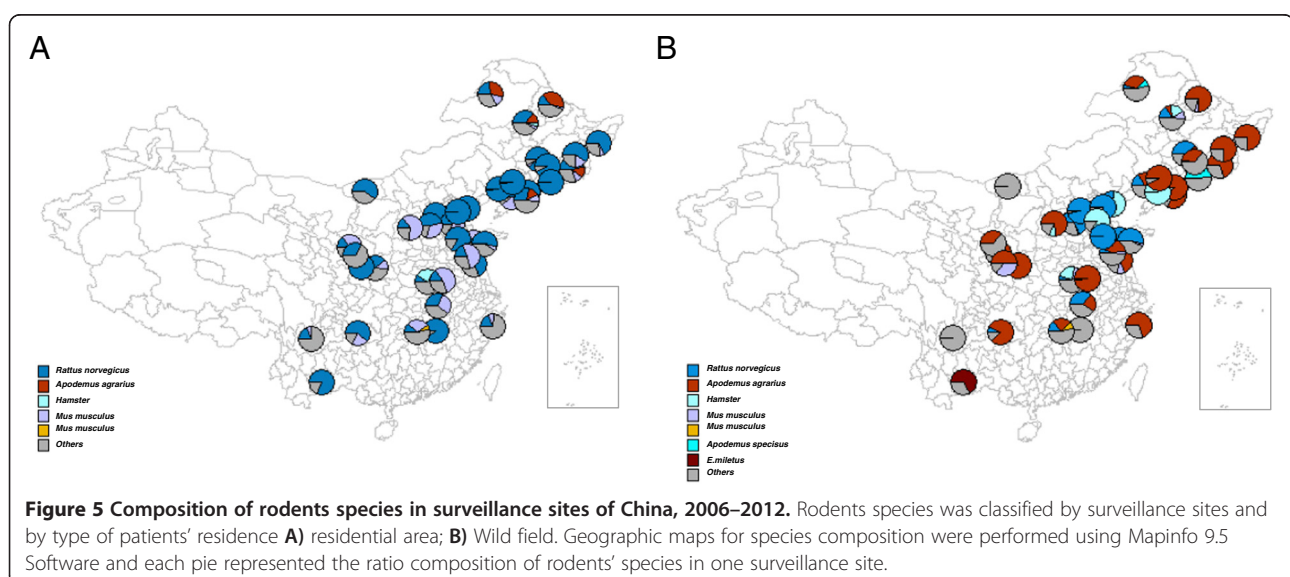 A
B
Rattus norvegicus
Apodemus agrarius
Hamster
Mus musculus
Mus musculus
Others
Rattus norvegicus
Apodemus agrarius
Hamster
Mus musculus
Mus musculus
Apodemus specisus
E.miletus
Others
Figure 5 Composition of rodents species in surveillance sites of China, 2006–2012. Rodents species was classified by surveillance sites and
by type of patients' residence A) residential area; B) Wild field. Geographic maps for species composition were performed using Mapinfo 9.5
Software and each pie represented the ratio composition of rodents' species in one surveillance site.